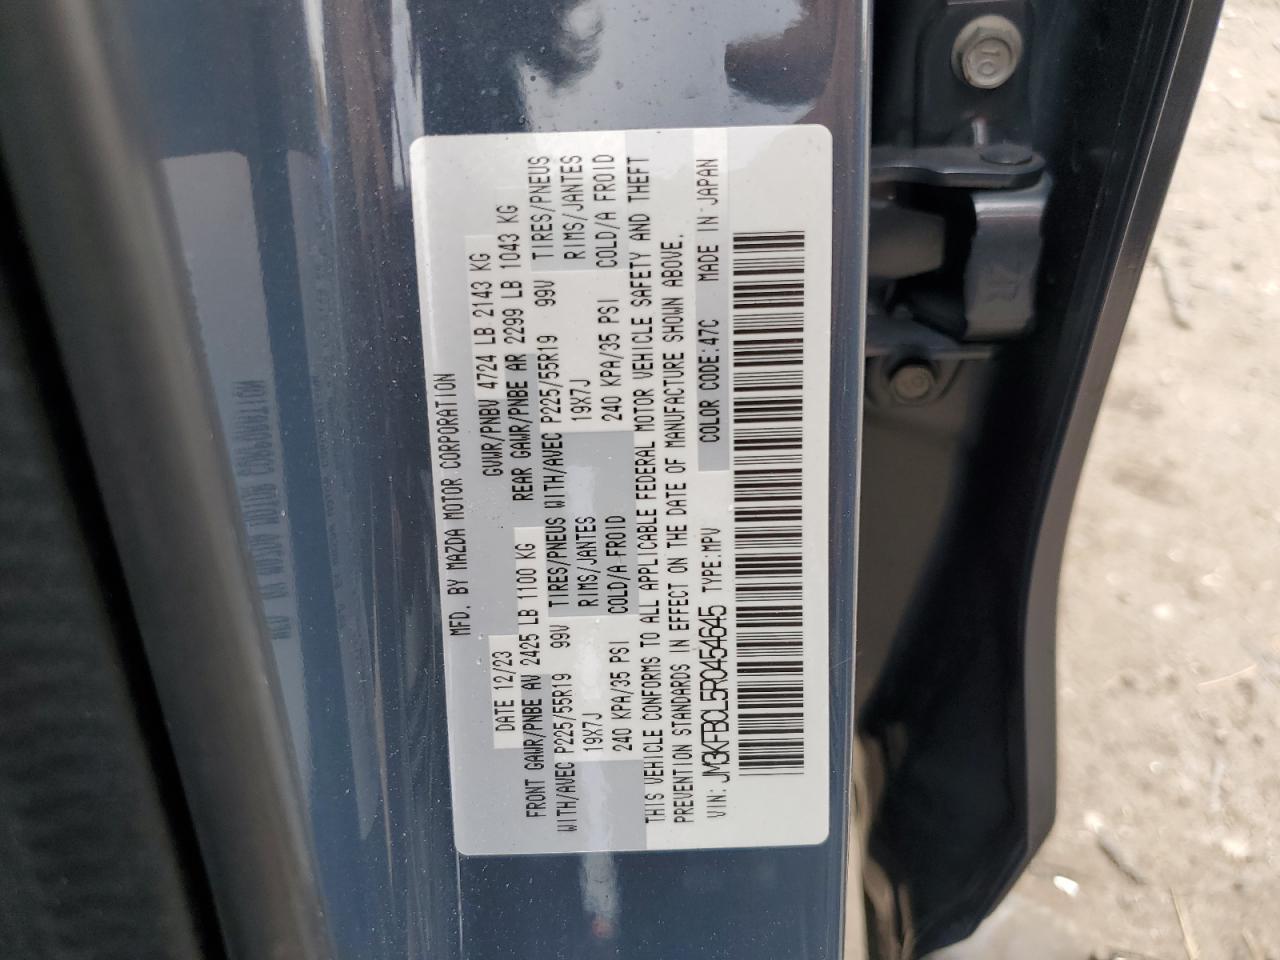 MFD. BY MAZDA MOTOR CORPORATION
DATE 12/23 GVWR/PNBV 4724 LB 2143 KG
FRONT GAWR/PNBE AV 2425 LB 1100 KG REAR GAWR/PNBE AR 2299 LB 1043 KG
WITH/AVEC P225/55R19 99V TIRES/PNEUS WITH/AVEC P225/55R19 99V TIRES/PNEUS
19X7J RIMS/JANTES 19X7J RIMS/JANTES
240 KPA/35 PSI COLD/A FROID 240 KPA/35 PSI COLD/A FROID
THIS VEHICLE CONFORMS TO ALL APPLICABLE FEDERAL MOTOR VEHICLE SAFETY AND THEFT
PREVENTION STANDARDS IN EFFECT ON THE DATE OF MANUFACTURE SHOWN ABOVE.
VIN: JM3KFBCL5R0454645 TYPE:MPV COLOR CODE:47C MADE IN JAPAN
10